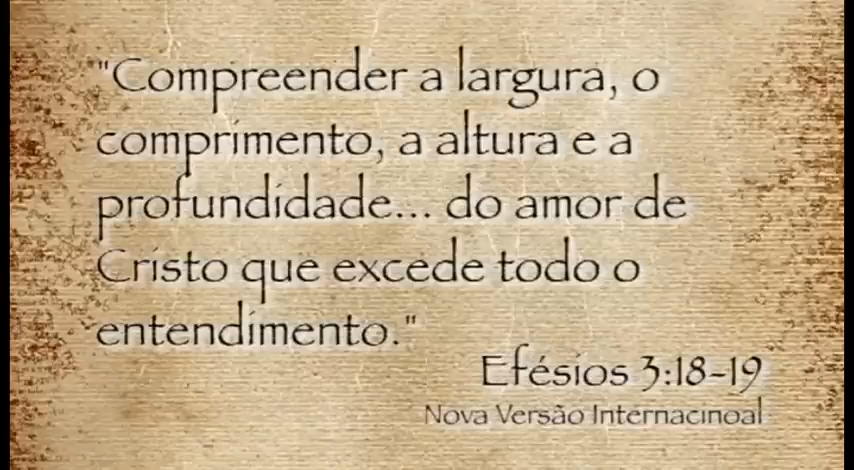 "Compreender a largura, o
comprimento, a altura e a
profundidade... do amor de
Cristo que excede todo o
entendimento."
Efésios 3:18-19
Nova Versão Internacinoal